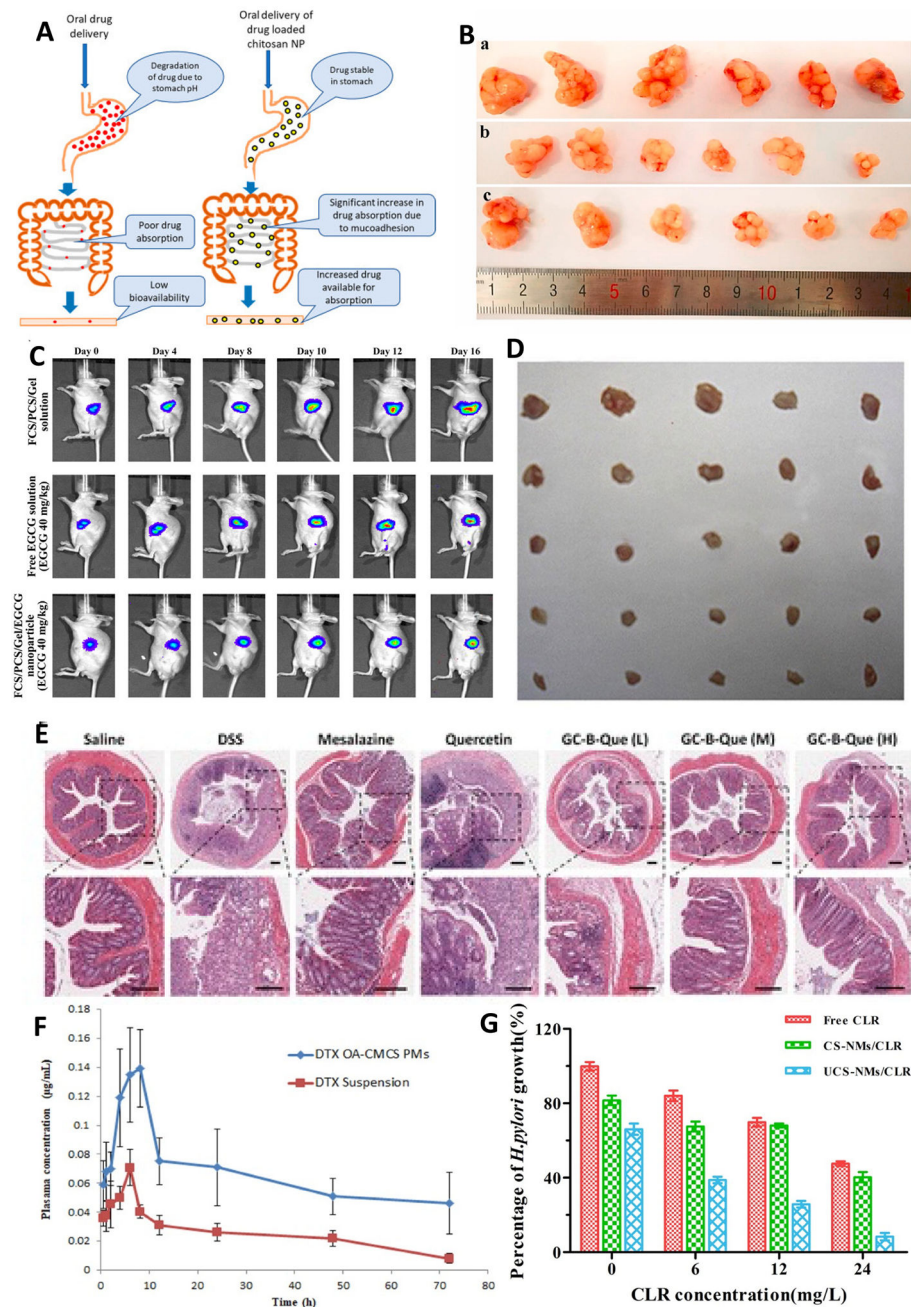 A
Oral drug
delivery
Degradation
of drug due to
stomach pH
Poor drug
absorption
Low
bioavailability
Oral delivery of
drug loaded
chitosan NP
Drug stable
in stomach
Significant increase in
drug absorption due to
mucoadhesion
Increased drug
available for
absorption
B
a
b
c
1 2 3 4 5 6 7 8 9 10 1 2 3 4
C
Day 0 Day 4 Day 8 Day 10 Day 12 Day 16
FCS/PCS/Gel
solution
Free EGCG solution
(EGCG 40 mg/kg)
FCS/PCS/Gel/EGCG
nanoparticle
(EGCG 40 mg/kg)
D
E
Saline DSS Mesalazine Quercetin GC-B-Que (L) GC-B-Que (M) GC-B-Que (H)
F
Plasma concentration (µg/mL)
0.16
0.14
0.12
0.1
0.08
0.06
0.04
0.02
0
0 10 20 30 40 50 60 70 80
Time (h)
DTX OA-CMCS PMs
DTX Suspension
G
Percentage of H.pylori growth(%)
120
80
40
0
0 6 12 24
CLR concentration(mg/L)
Free CLR
CS-NMs/CLR
UCS-NMs/CLR